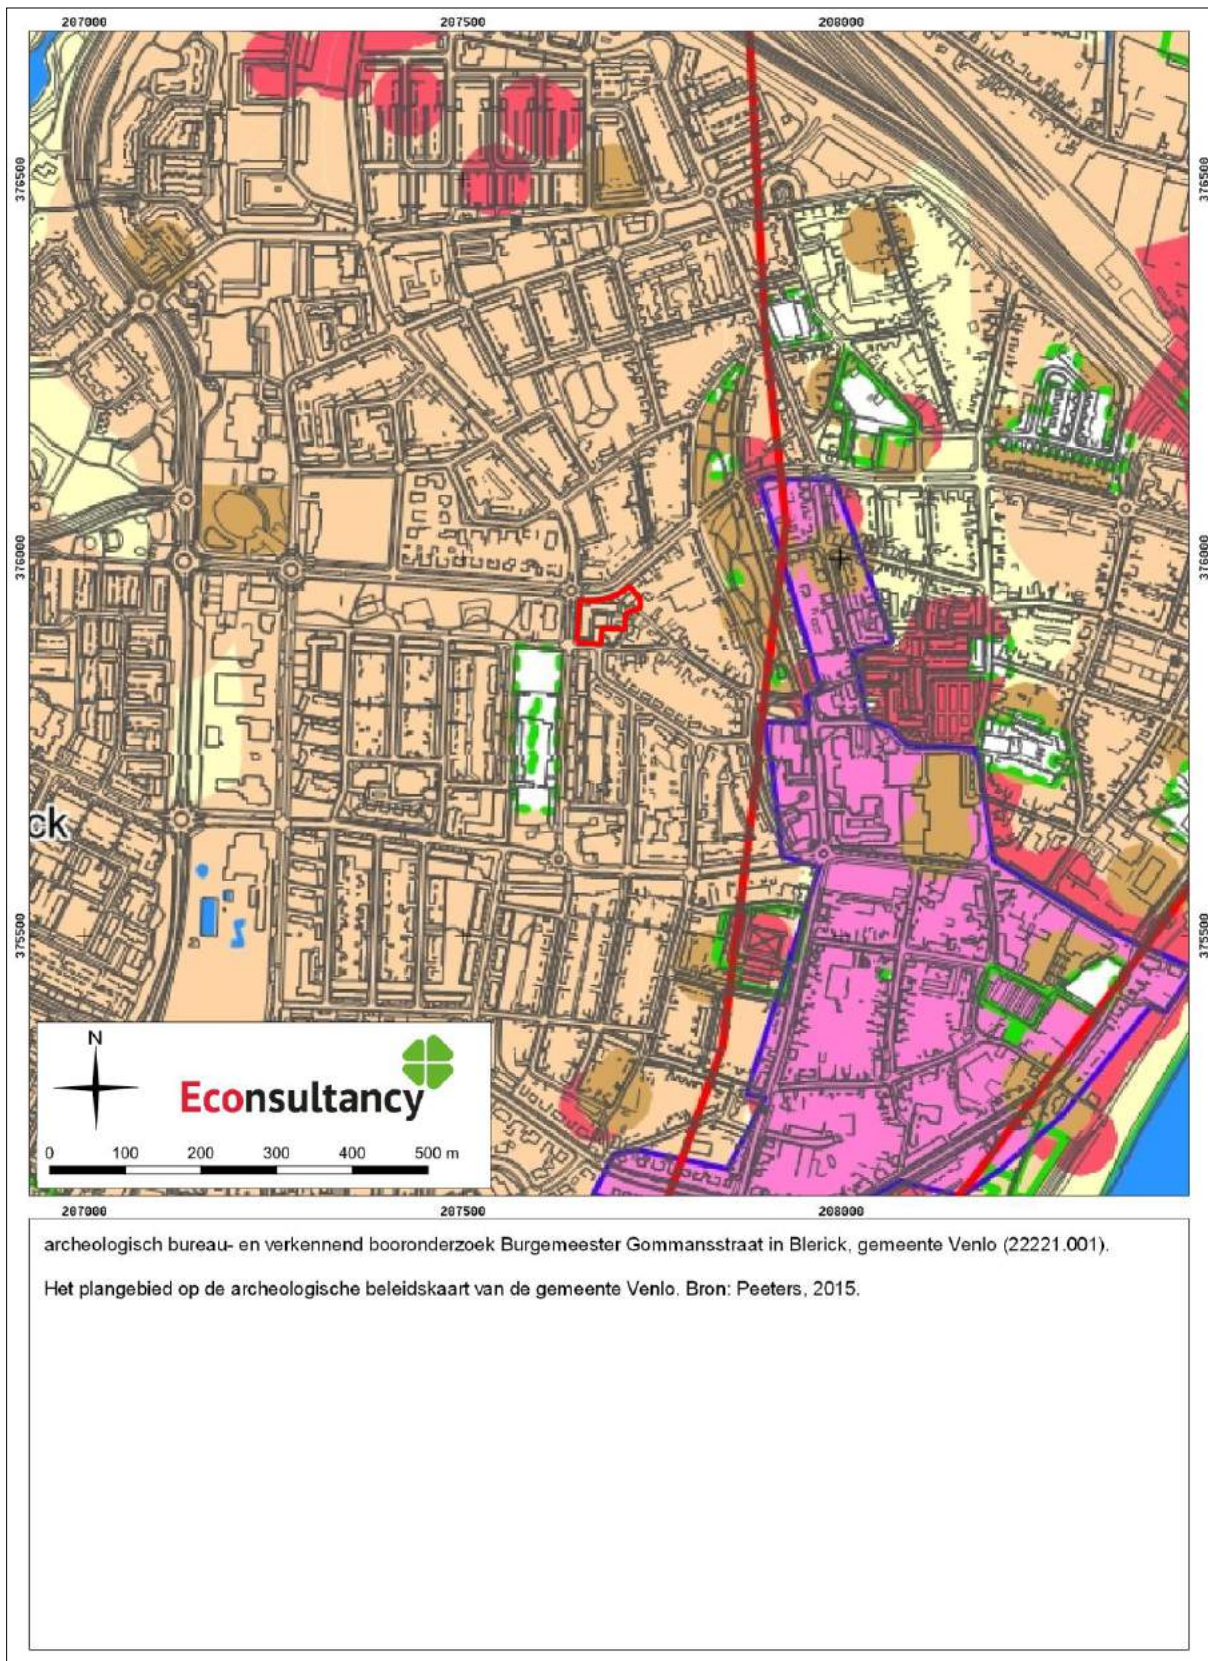 207000 207500 208000
376500 376500
376000 376000
ck
375500 375500
N
Econsultancy
0 100 200 300 400 500 m
207000 207500 208000
archeologisch bureau- en verkennend booronderzoek Burgemeester Gommansstraat in Blerick, gemeente Venlo (22221.001).
Het plangebied op de archeologische beleidskaart van de gemeente Venlo. Bron: Peeters, 2015.